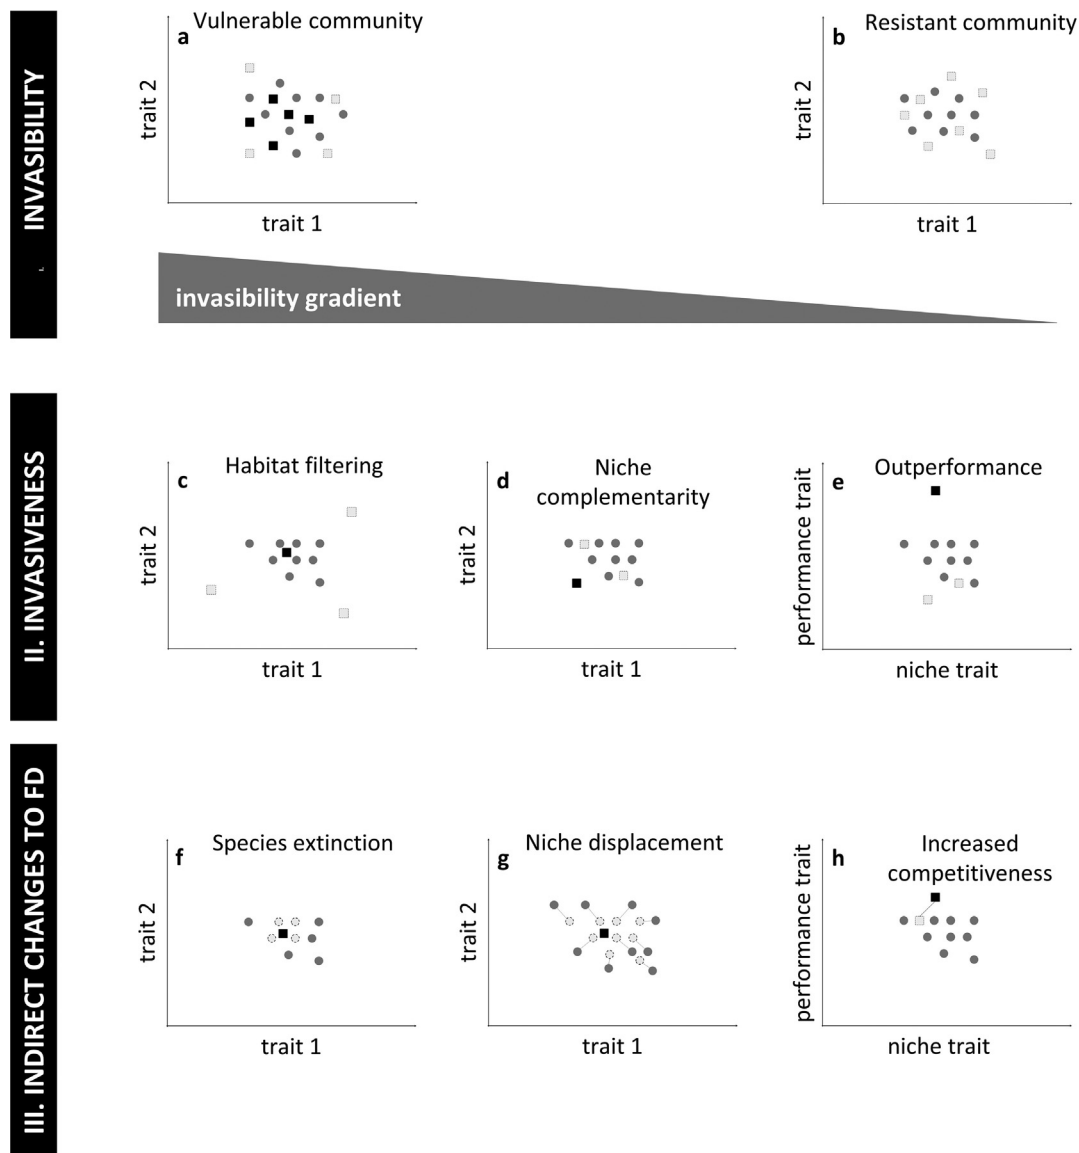 I. INVASIBILITY
a
Vulnerable community
trait 2
trait 1
b
Resistant community
trait 2
trait 1
invasibility gradient
II. INVASIVENESS
c
Habitat filtering
trait 2
trait 1
d
Niche
complementarity
trait 2
trait 1
e
Outperformance
performance trait
niche trait
III. INDIRECT CHANGES TO FD
f
Species extinction
trait 2
trait 1
g
Niche displacement
trait 2
trait 1
h
Increased
competitiveness
performance trait
niche trait